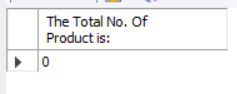 The Total No. Of
Product is:
0